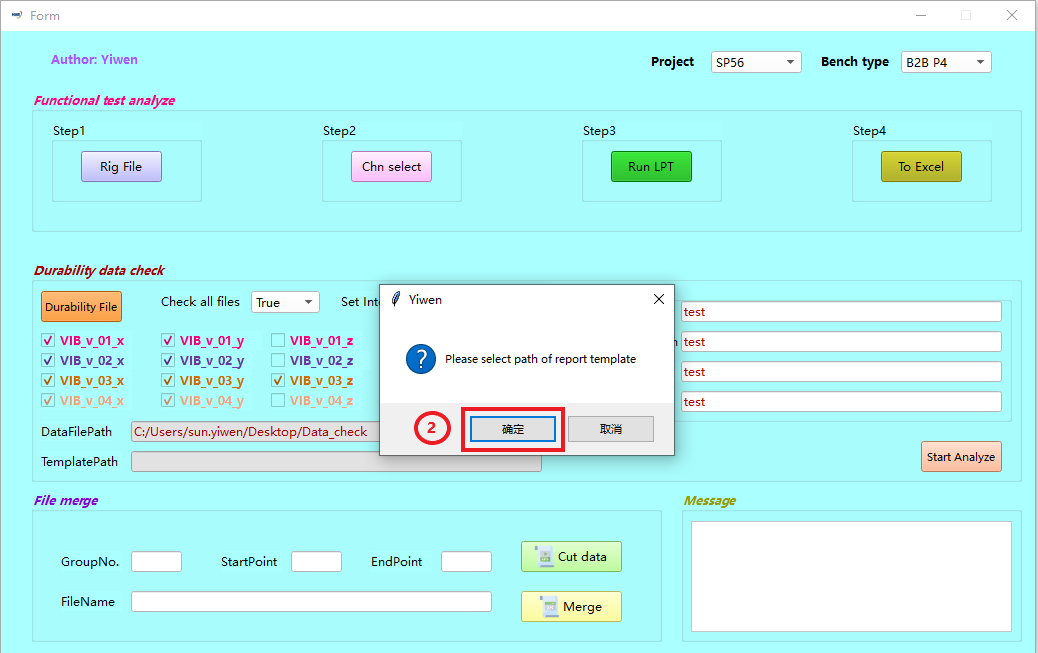 Form
Author: Yiwen
Project
SP56
Bench type
B2B P4
Functional test analyze
Step1
Step2
Step3
Step4
Rig File
Chn select
Run LPT
To Excel
Durability data check
Durability File
Check all files
True
Set Int
Yiwen
Please select path of report template
2
确定
取消
test
test
test
test
VIB_v_01_x
VIB_v_01_y
VIB_v_01_z
VIB_v_02_x
VIB_v_02_y
VIB_v_02_z
VIB_v_03_x
VIB_v_03_y
VIB_v_03_z
VIB_v_04_x
VIB_v_04_y
VIB_v_04_z
DataFilePath
C:/Users/sun.yiwen/Desktop/Data_check
TemplatePath
Start Analyze
File merge
GroupNo.
StartPoint
EndPoint
Cut data
FileName
Merge
Message